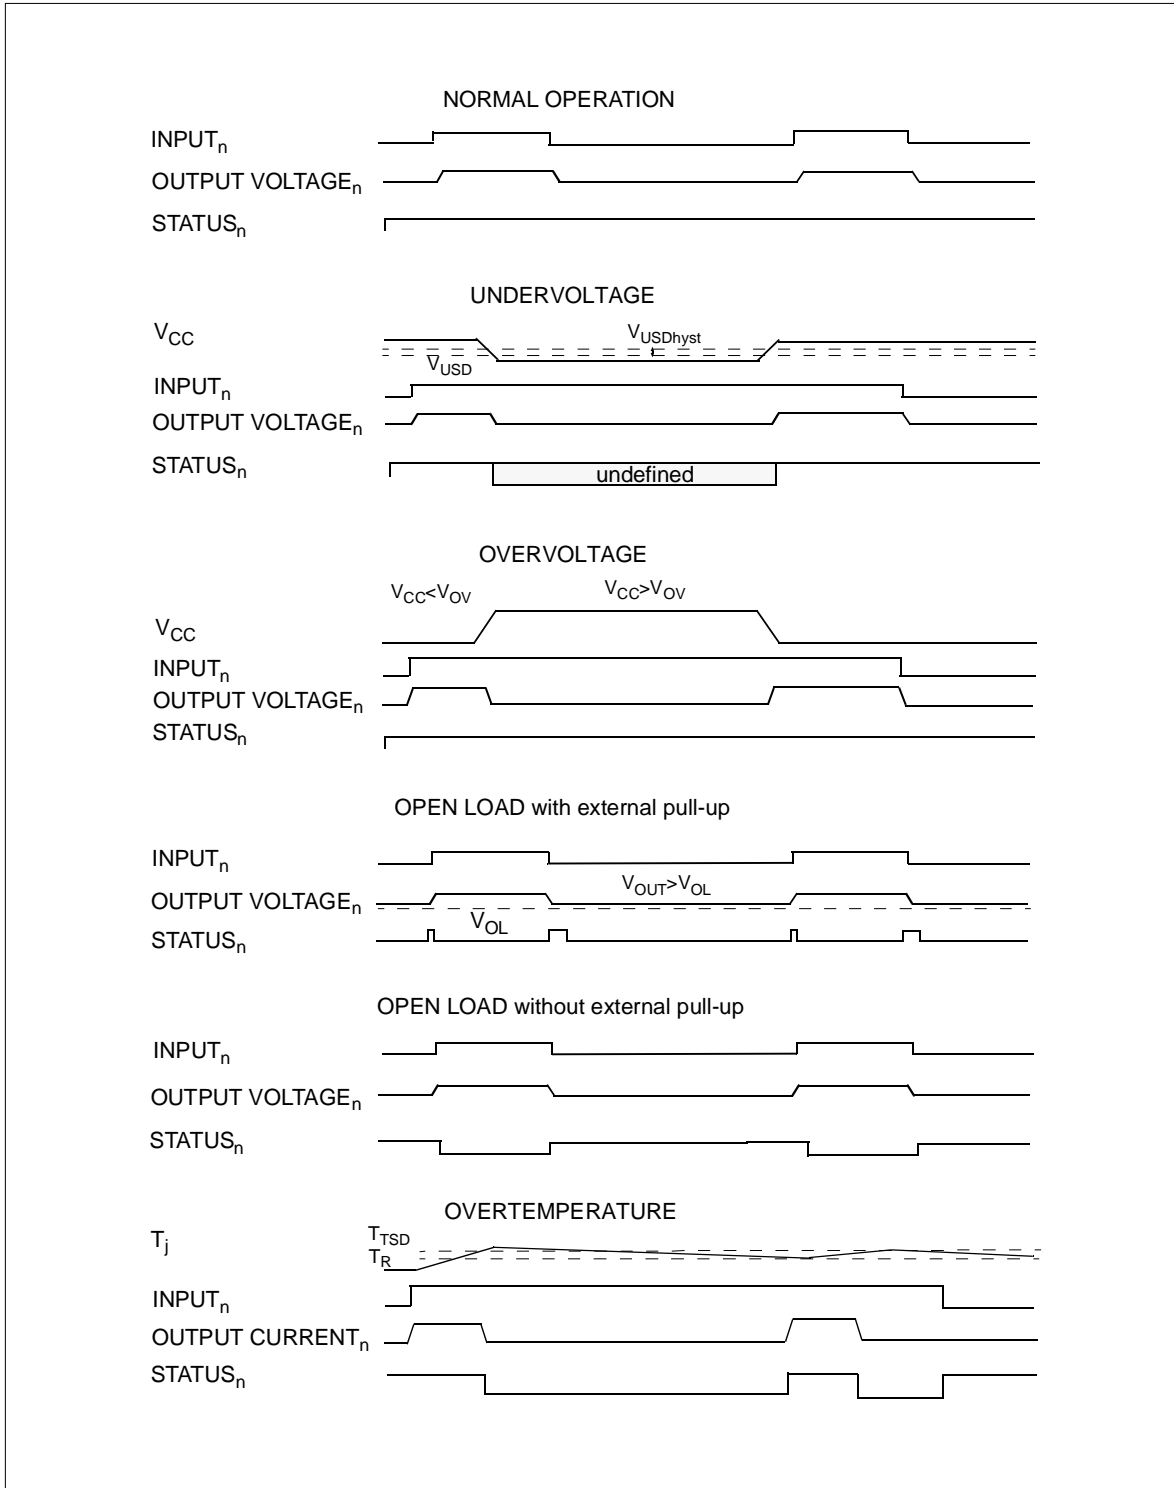 NORMAL OPERATION
INPUTn
OUTPUT VOLTAGEn
STATUSn
UNDERVOLTAGE
VCC
VUSDhyst
VUSD
INPUTn
OUTPUT VOLTAGEn
STATUSn
undefined
OVERVOLTAGE
VCC<VOV
VCC>VOV
VCC
INPUTn
OUTPUT VOLTAGEn
STATUSn
OPEN LOAD with external pull-up
INPUTn
VOUT>VOL
OUTPUT VOLTAGEn
VOL
STATUSn
OPEN LOAD without external pull-up
INPUTn
OUTPUT VOLTAGEn
STATUSn
OVERTEMPERATURE
Tj
TTSD
TR
INPUTn
OUTPUT CURRENTn
STATUSn